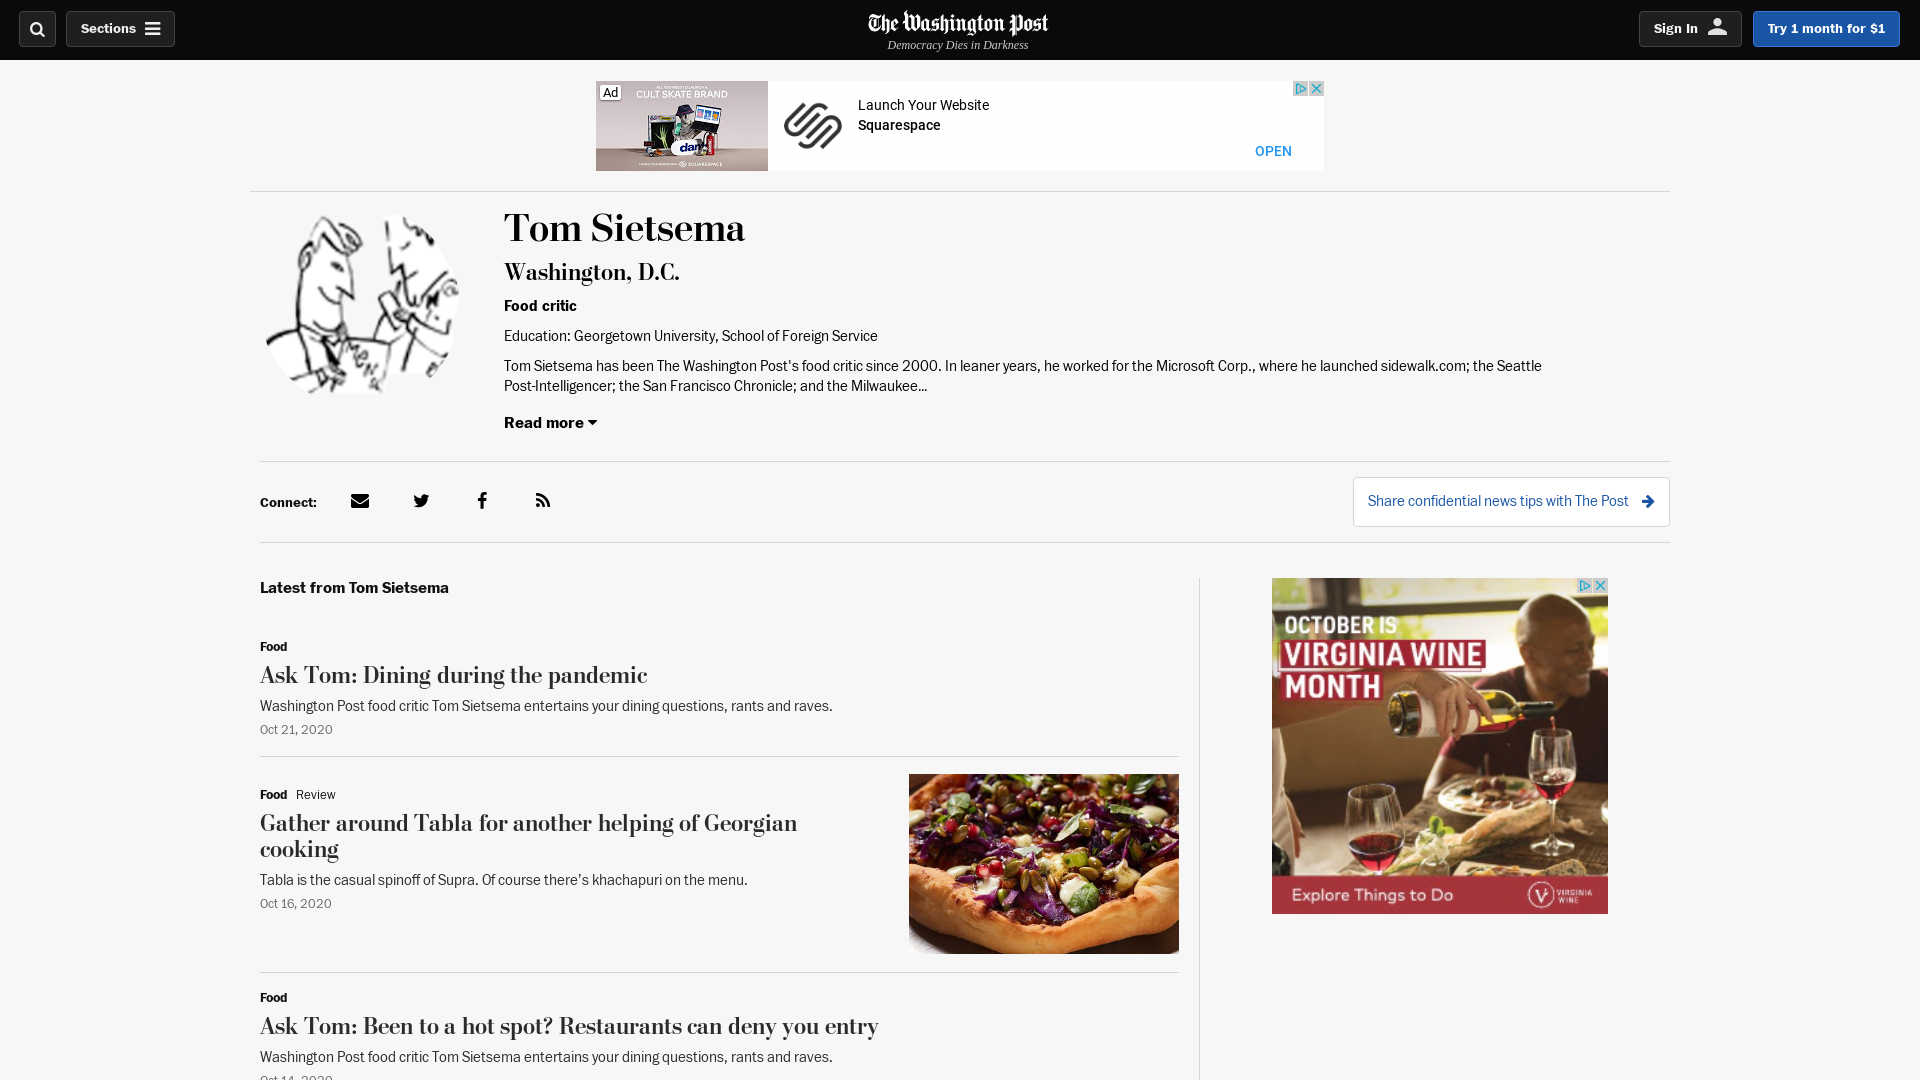 Sections
The Washington Post
Democracy Dies in Darkness
Sign In
Try 1 month for $1
Ad
CULT SKATE BRAND
SQUARESPACE
Launch Your Website
Squarespace
OPEN
Tom Sietsema
Washington, D.C.
Food critic
Education: Georgetown University, School of Foreign Service
Tom Sietsema has been The Washington Post's food critic since 2000. In leaner years, he worked for the Microsoft Corp., where he launched sidewalk.com; the Seattle
Post-Intelligencer; the San Francisco Chronicle; and the Milwaukee...
Read more
Connect:
Share confidential news tips with The Post
Latest from Tom Sietsema
Food
Ask Tom: Dining during the pandemic
Washington Post food critic Tom Sietsema entertains your dining questions, rants and raves.
Oct 21, 2020
Food Review
Gather around Tabla for another helping of Georgian
cooking
Tabla is the casual spinoff of Supra. Of course there’s khachapuri on the menu.
Oct 16, 2020
Food
Ask Tom: Been to a hot spot? Restaurants can deny you entry
Washington Post food critic Tom Sietsema entertains your dining questions, rants and raves.
Oct 14, 2020
OCTOBER IS
VIRGINIA WINE
MONTH
Explore Things to Do
VIRGINIA
WINE